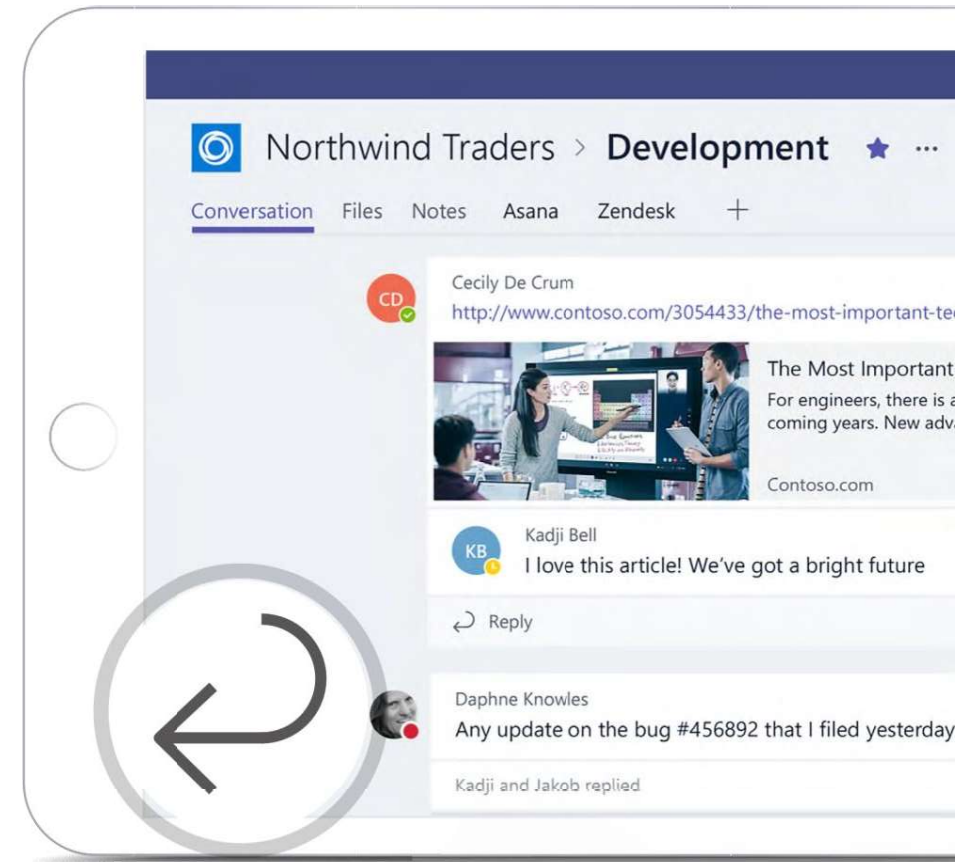 Northwind Traders > Development ...
Conversation Files Notes Asana Zendesk +
Cecily De Crum
CD
http://www.contoso.com/3054433/the-most-important-tec
The Most Important
For engineers, there is a
coming years. New adva
Contoso.com
Kadji Bell
KB
I love this article! We've got a bright future
Reply
Daphne Knowles
Any update on the bug #456892 that I filed yesterday
Kadji and Jakob replied